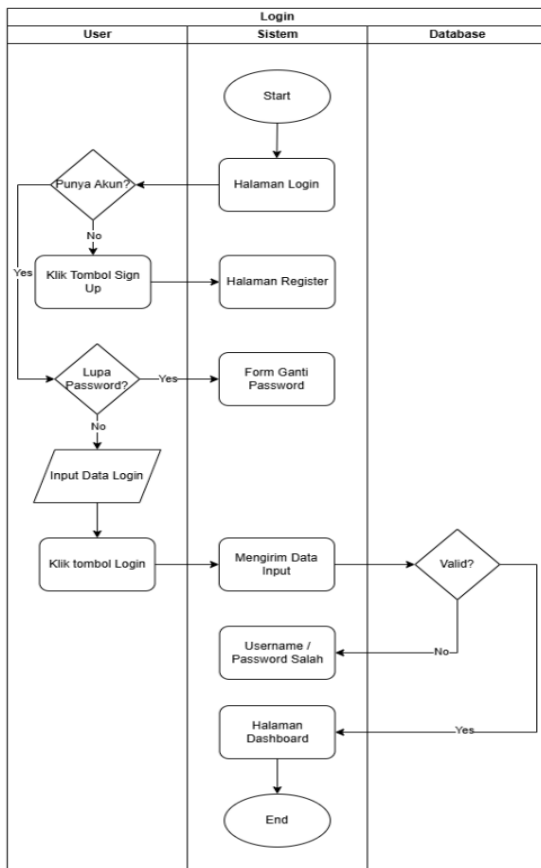 Login
User
Sistem
Database
Start
Punya Akun?
Halaman Login
No
Yes
Klik Tombol Sign
Up
Halaman Register
Lupa
Password?
Yes
Form Ganti
Password
No
Input Data Login
Klik tombol Login
Mengirim Data
Input
Valid?
Username /
Password Salah
No
Halaman
Dashboard
Yes
End